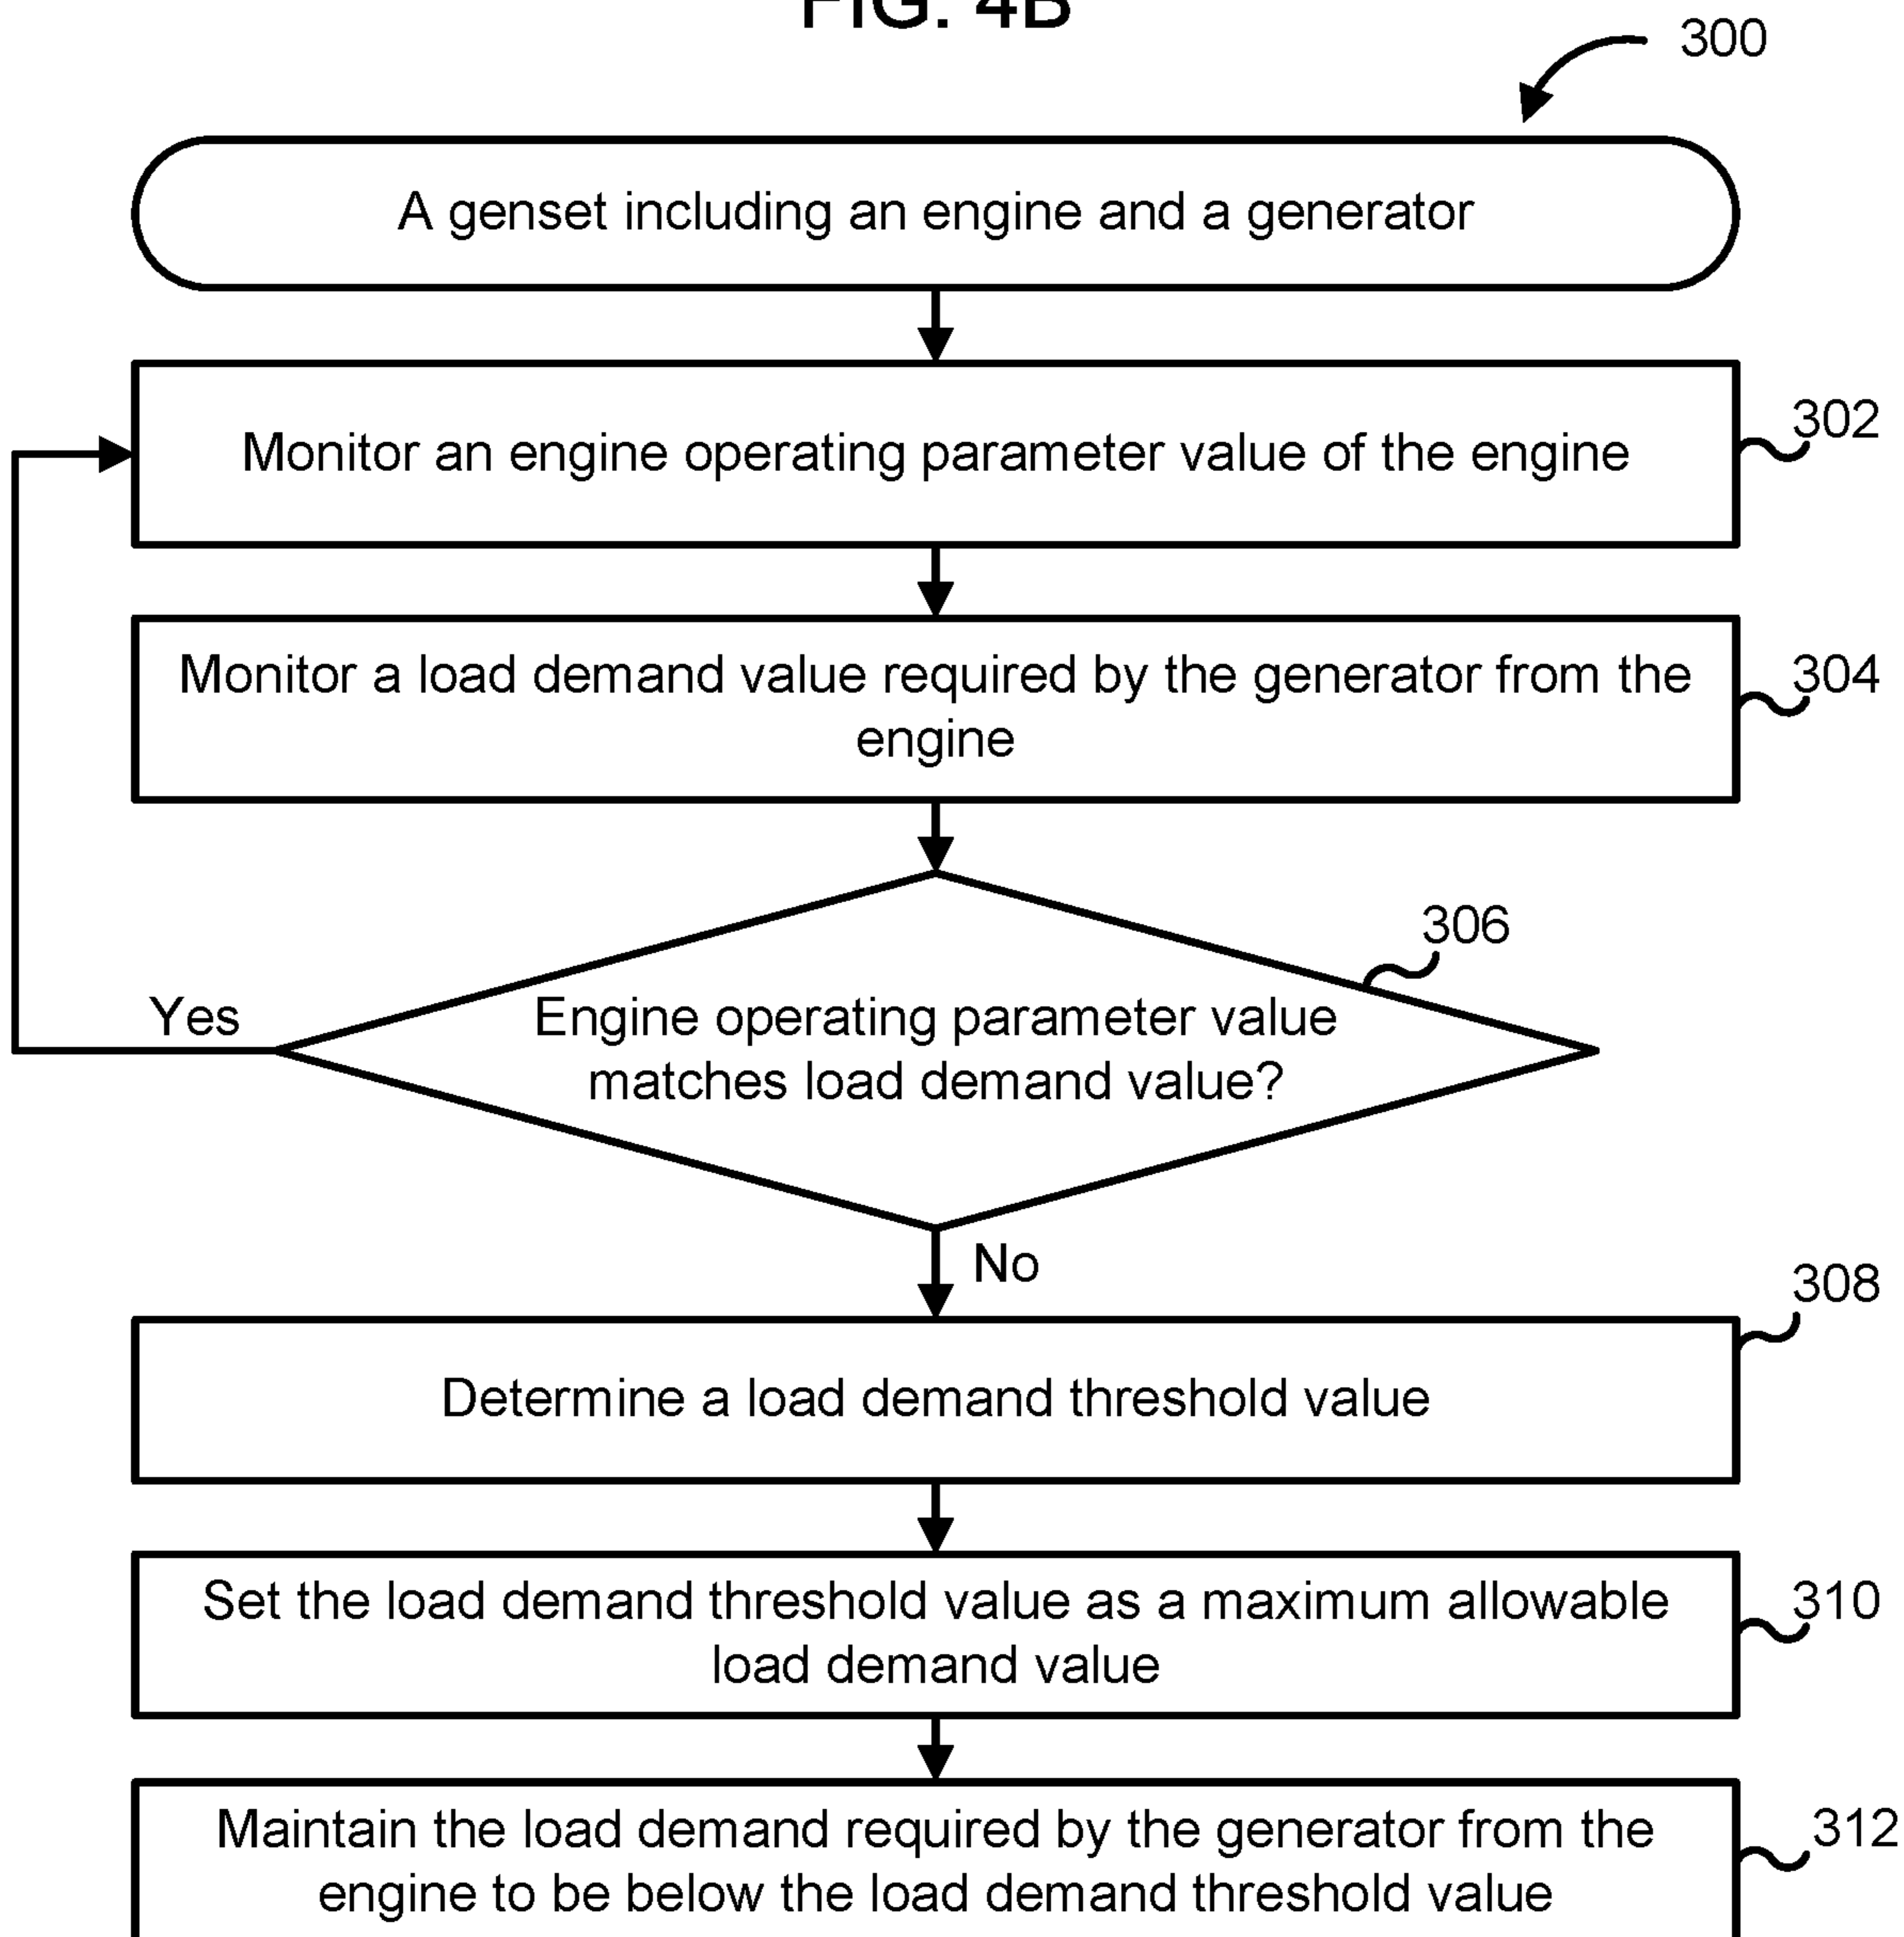 FIG. 4B
300
A genset including an engine and a generator
Monitor an engine operating parameter value of the engine
302
Monitor a load demand value required by the generator from the
engine
304
306
Engine operating parameter value
matches load demand value?
Yes
No
308
Determine a load demand threshold value
Set the load demand threshold value as a maximum allowable
load demand value
310
Maintain the load demand required by the generator from the
engine to be below the load demand threshold value
312